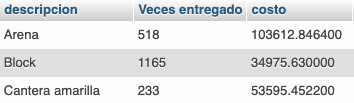 descripcion Veces entregado costo
Arena 518 103612.846400
Block 1165 34975.630000
Cantera amarilla 233 53595.452200